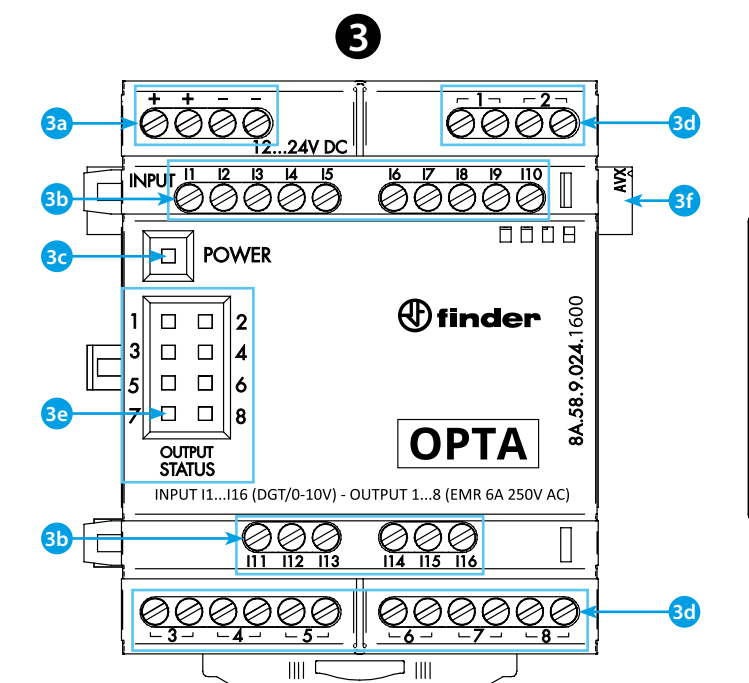 3
+ + − −
1 2
3a
3d
12...24V DC
INPUT
I1 I2 I3 I4 I5 I6 I7 I8 I9 I10
AUX
3b
3f
3c
POWER
1 2
3 4
5 6
7 8
3e
OUTPUT
STATUS
finder
8A.58.9.024.1600
OPTA
INPUT I1...I16 (DGT/0-10V) - OUTPUT 1...8 (EMR 6A 250V AC)
3b
I11 I12 I13 I14 I15 I16
3d
3 4 5 6 7 8